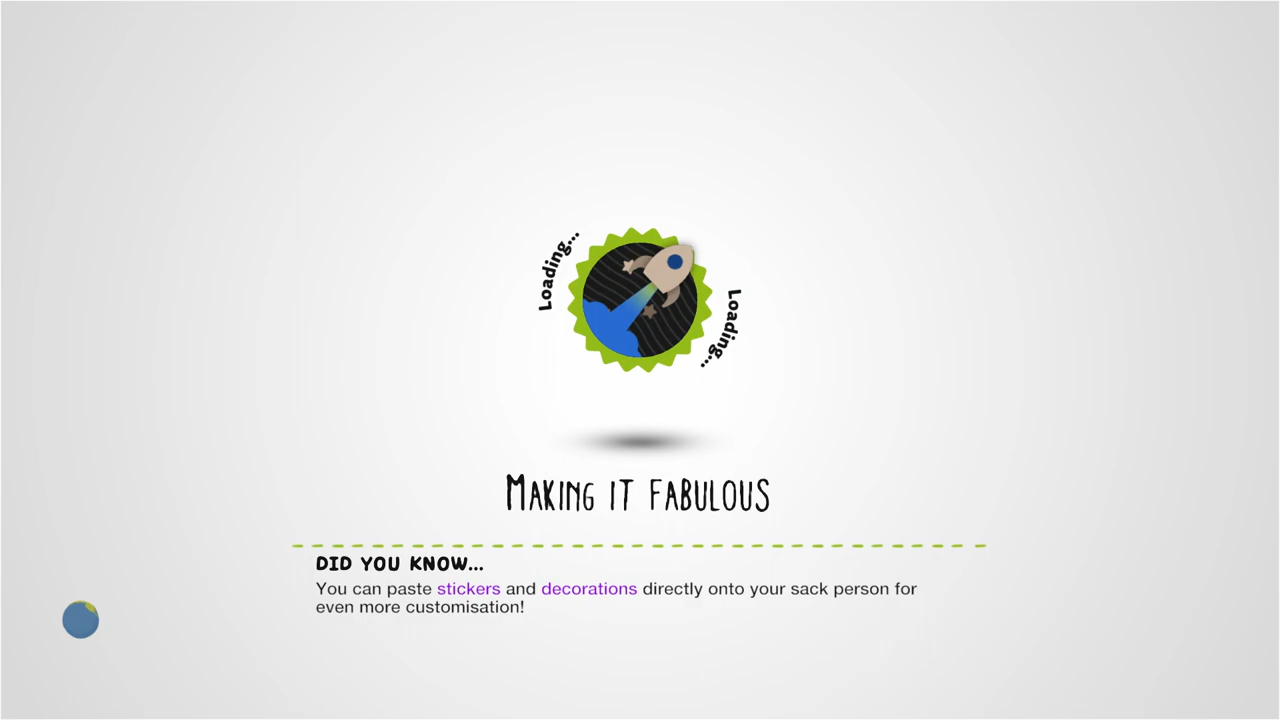 Loading...
Loading...
Making it fabulous
DID YOU KNOW...
You can paste stickers and decorations directly onto your sack person for
even more customisation!